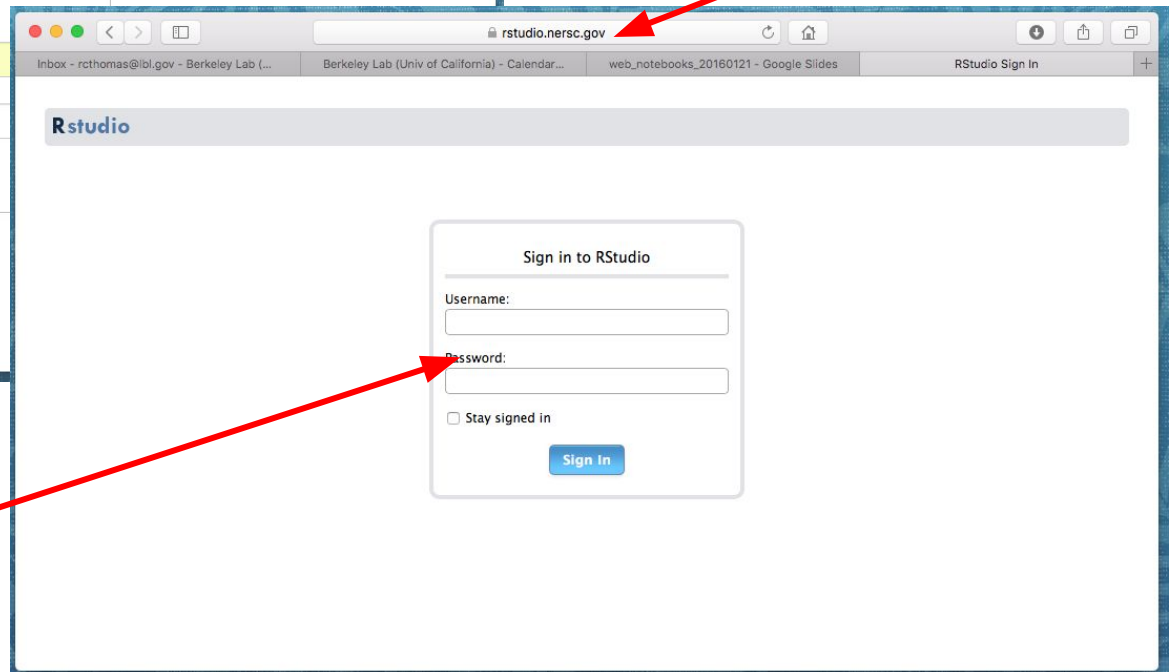 rstudio.nersc.gov
Inbox - rcthomas@lbl.gov - Berkeley Lab (...
Berkeley Lab (Univ of California) - Calendar...
web_notebooks_20160121 - Google Slides
RStudio Sign In
+
Rstudio
Sign in to RStudio
Username:
Password:
Stay signed in
Sign In